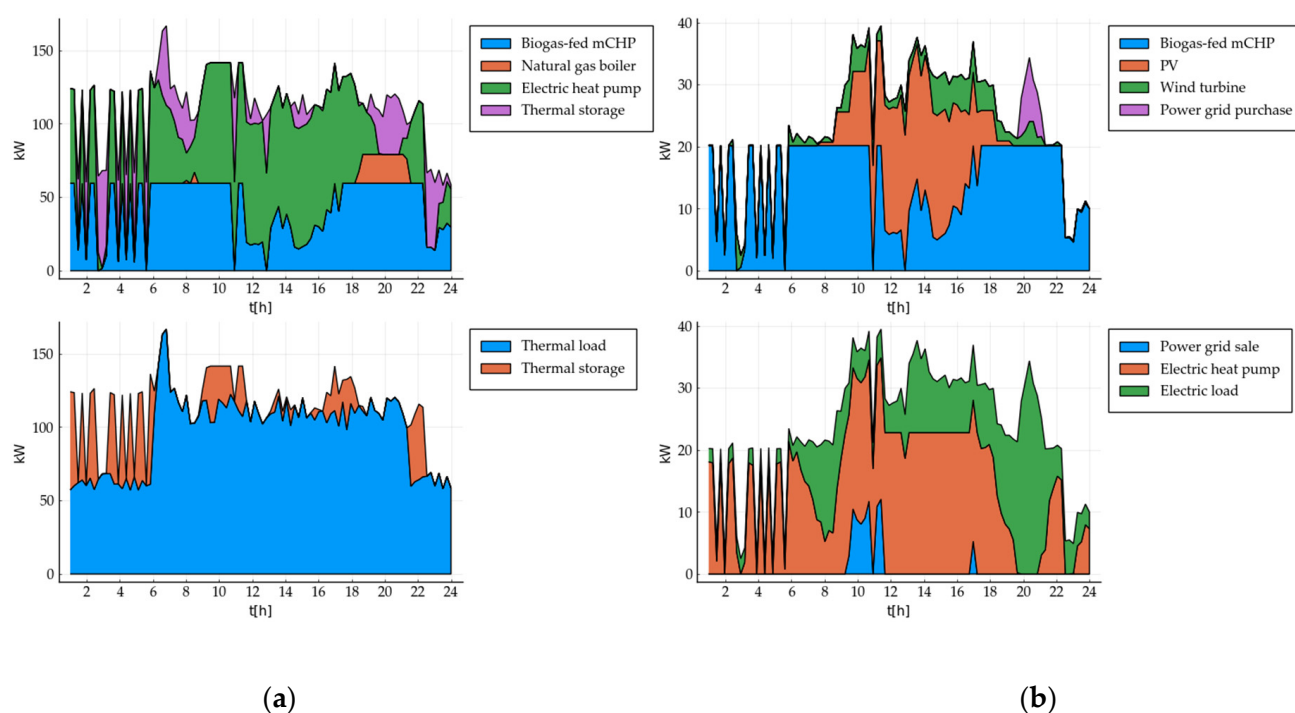 150
100
50
0
kW
2 4 6 8 10 12 14 16 18 20 22 24
t[h]
Biogas-fed mCHP
Natural gas boiler
Electric heat pump
Thermal storage
40
30
20
10
0
kW
2 4 6 8 10 12 14 16 18 20 22 24
t[h]
Biogas-fed mCHP
PV
Wind turbine
Power grid purchase
150
100
50
0
kW
2 4 6 8 10 12 14 16 18 20 22 24
t[h]
Thermal load
Thermal storage
40
30
20
10
0
kW
2 4 6 8 10 12 14 16 18 20 22 24
t[h]
Power grid sale
Electric heat pump
Electric load
(a)
(b)